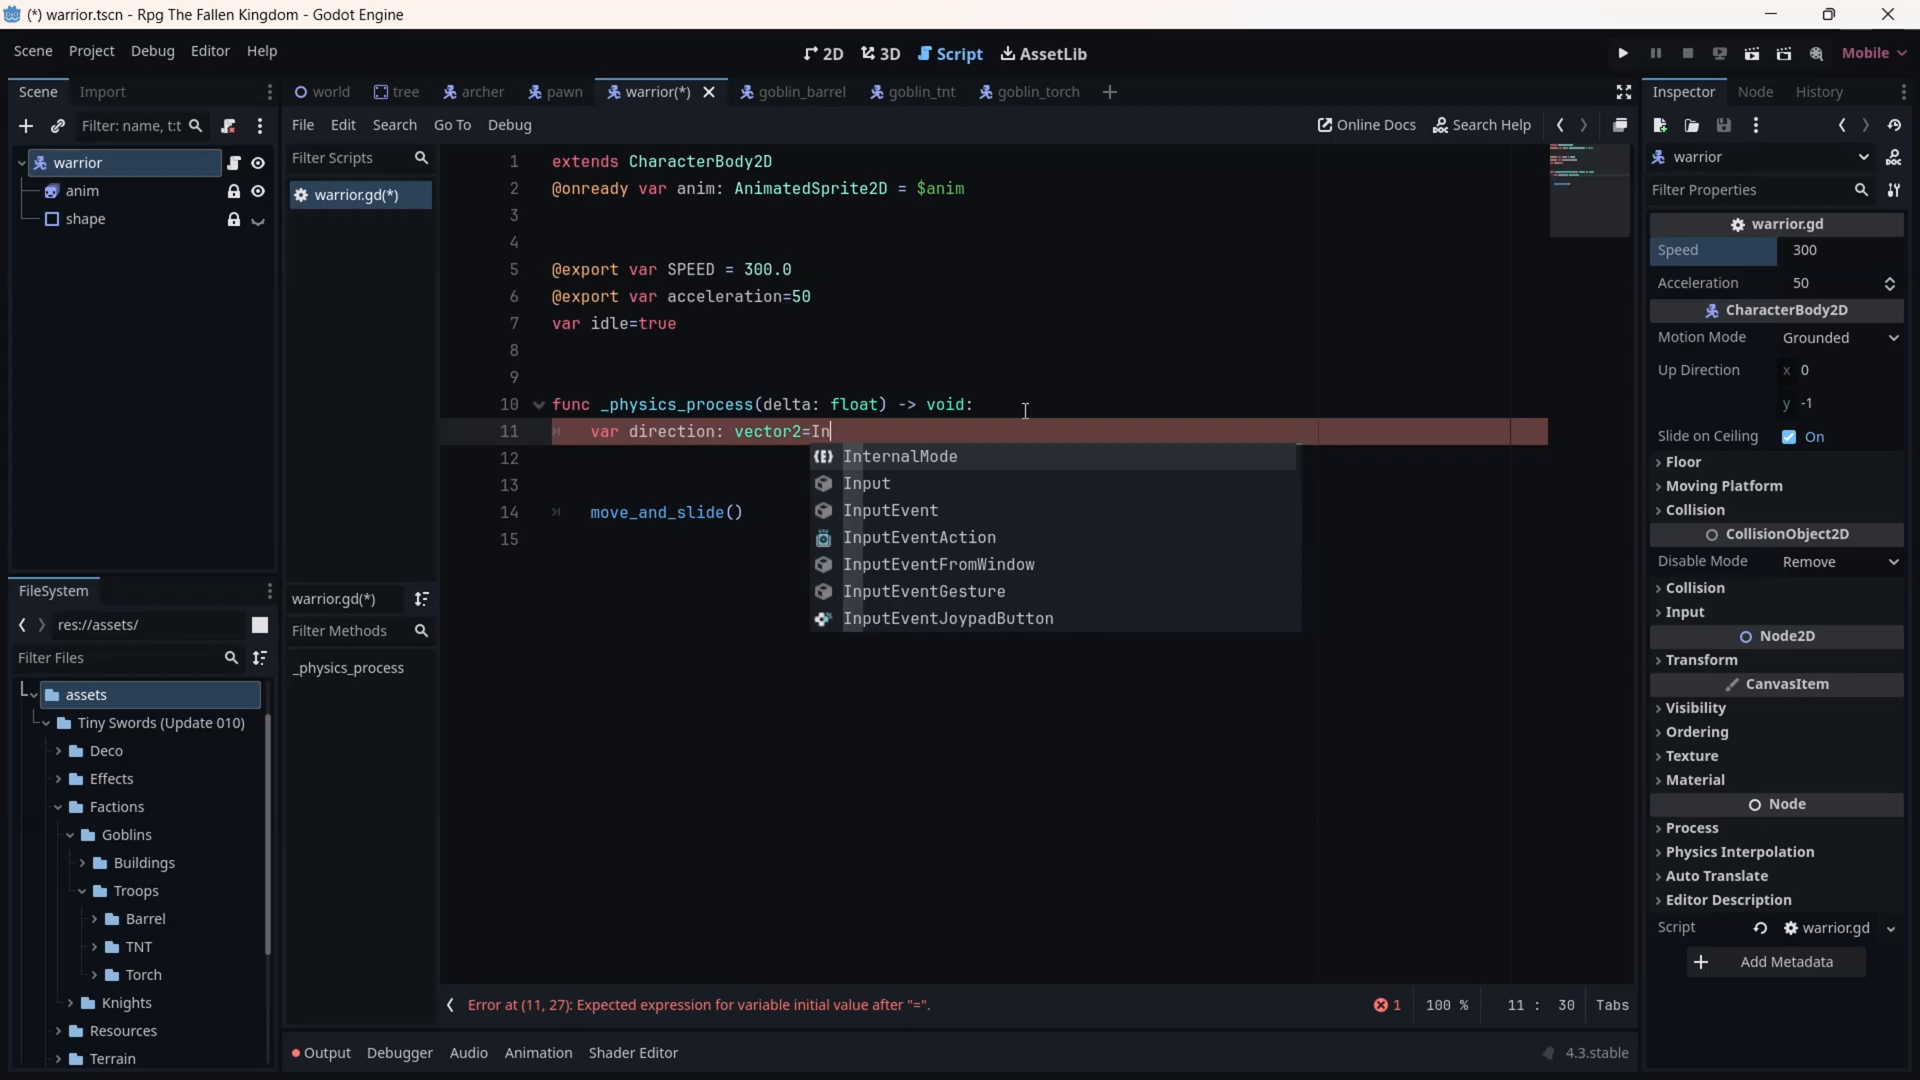 (*) warrior.tscn - Rpg The Fallen Kingdom - Godot Engine
Scene Project Debug Editor Help
2D 3D Script AssetLib
Mobile
Scene Import
Filter: name, t:t
warrior
anim
shape
FileSystem
res://assets/
Filter Files
assets
Tiny Swords (Update 010)
Deco
Effects
Factions
Goblins
Buildings
Troops
Barrel
TNT
Torch
Knights
Resources
Terrain
world tree archer pawn warrior(*) goblin_barrel goblin_tnt goblin_torch
File Edit Search Go To Debug
Online Docs Search Help
Filter Scripts
warrior.gd(*)
warrior.gd(*)
Filter Methods
_physics_process
1 extends CharacterBody2D
2 @onready var anim: AnimatedSprite2D = $anim
3
4
5 @export var SPEED = 300.0
6 @export var acceleration=50
7 var idle=true
8
9
10 func _physics_process(delta: float) -> void:
11 var direction: vector2=In
12
13
14 move_and_slide()
15
InternalMode
Input
InputEvent
InputEventAction
InputEventFromWindow
InputEventGesture
InputEventJoypadButton
Error at (11, 27): Expected expression for variable initial value after "=".
1 100 % 11 : 30 Tabs
Output Debugger Audio Animation Shader Editor
4.3.stable
Inspector Node History
warrior
Filter Properties
warrior.gd
Speed 300
Acceleration 50
CharacterBody2D
Motion Mode Grounded
Up Direction x 0
y -1
Slide on Ceiling On
Floor
Moving Platform
Collision
CollisionObject2D
Disable Mode Remove
Collision
Input
Node2D
Transform
CanvasItem
Visibility
Ordering
Texture
Material
Node
Process
Physics Interpolation
Auto Translate
Editor Description
Script warrior.gd
Add Metadata